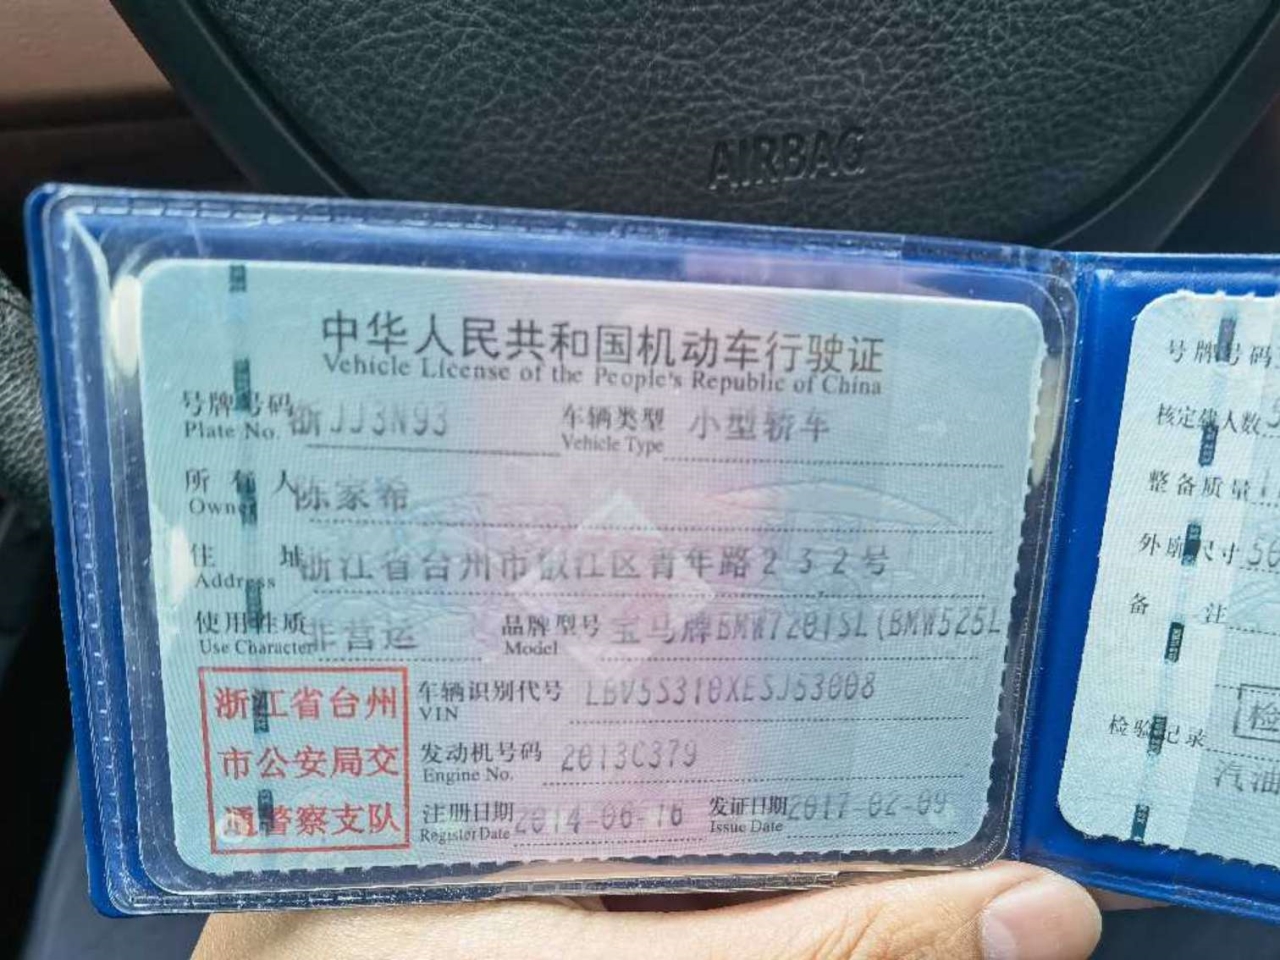 AIRBAG
中华人民共和国机动车行驶证
Vehicle License of the People's Republic of China
号牌号码 浙JJ3N93 车辆类型 小型轿车
Plate No. Vehicle Type
所有人 陈家希
Owner
住址 浙江省台州市椒江区青年路232号
Address
使用性质 非营运 品牌型号 宝马牌BMW7201SL(BMW525L
Use Character Model
浙江省台州
市公安局交
通警察支队
车辆识别代号 LBV5S310XESJ53008
VIN
发动机号码 2013C379
Engine No.
注册日期 2014-06-16 发证日期 2017-02-09
Register Date Issue Date
号牌号码
核定载人数 5
整备质量
外廓尺寸 50
备注
检
检验记录
汽油